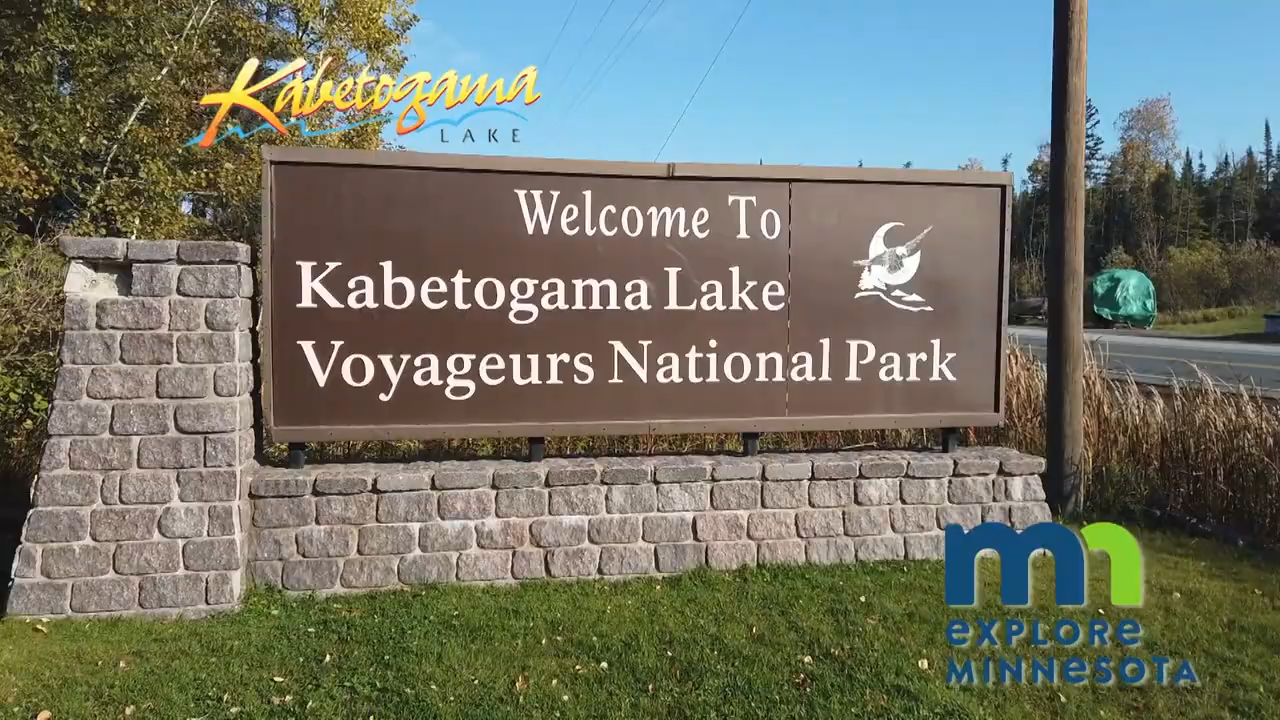 Kabetogama
LAKE
Welcome To
Kabetogama Lake
Voyageurs National Park
mn
EXPLORE
MINNESOTA